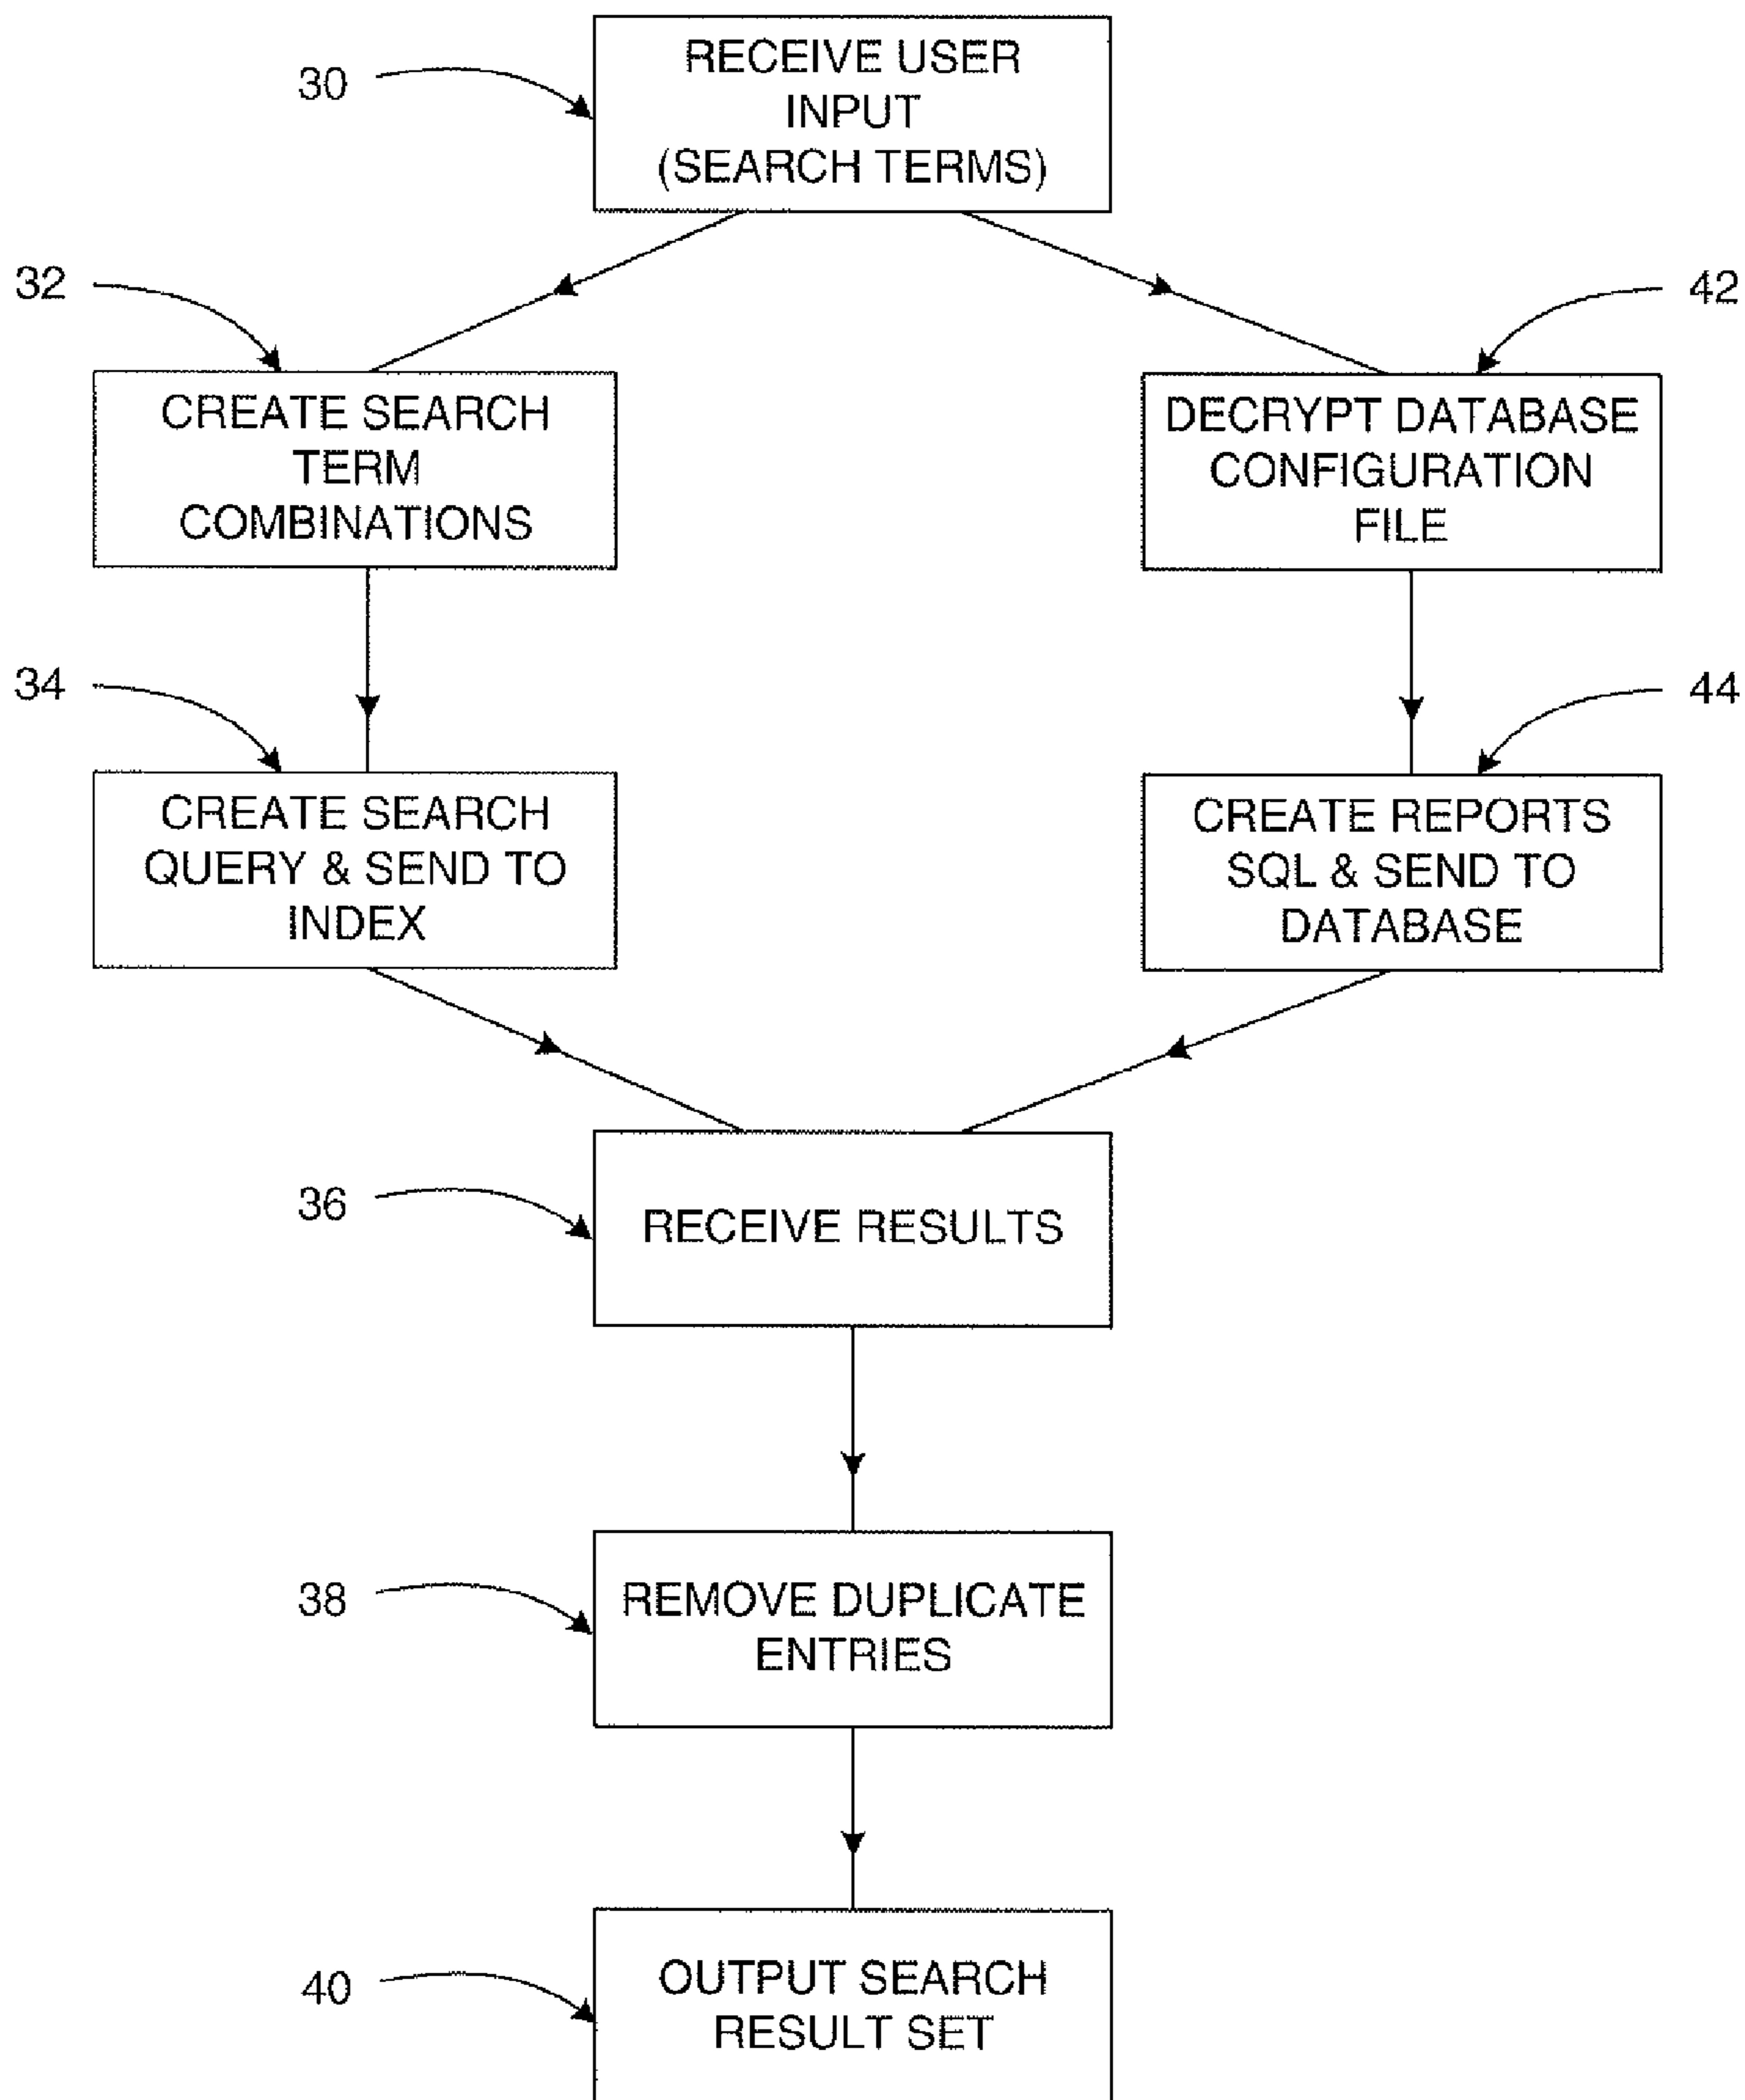 30
RECEIVE USER
INPUT
(SEARCH TERMS)
32
CREATE SEARCH
TERM
COMBINATIONS
42
DECRYPT DATABASE
CONFIGURATION
FILE
34
CREATE SEARCH
QUERY & SEND TO
INDEX
44
CREATE REPORTS
SQL & SEND TO
DATABASE
36
RECEIVE RESULTS
38
REMOVE DUPLICATE
ENTRIES
40
OUTPUT SEARCH
RESULT SET